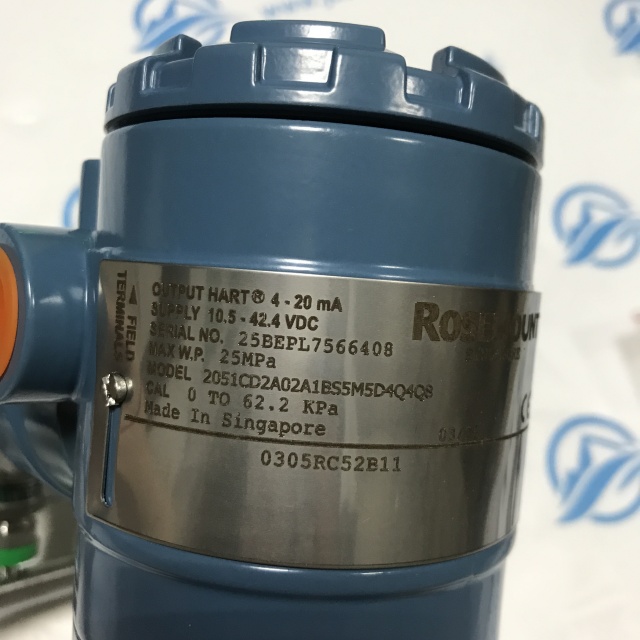 OUTPUT HART® 4 - 20 mA
SUPPLY 10.5 - 42.4 VDC
SERIAL NO. 25BEPL7566408
MAX W.P. 25MPa
MODEL 2051CD2A02A1BS5M5D4Q4Q8
CAL 0 TO 62.2 KPa
Made In Singapore
0305RC52B11
FIELD
TERMINALS